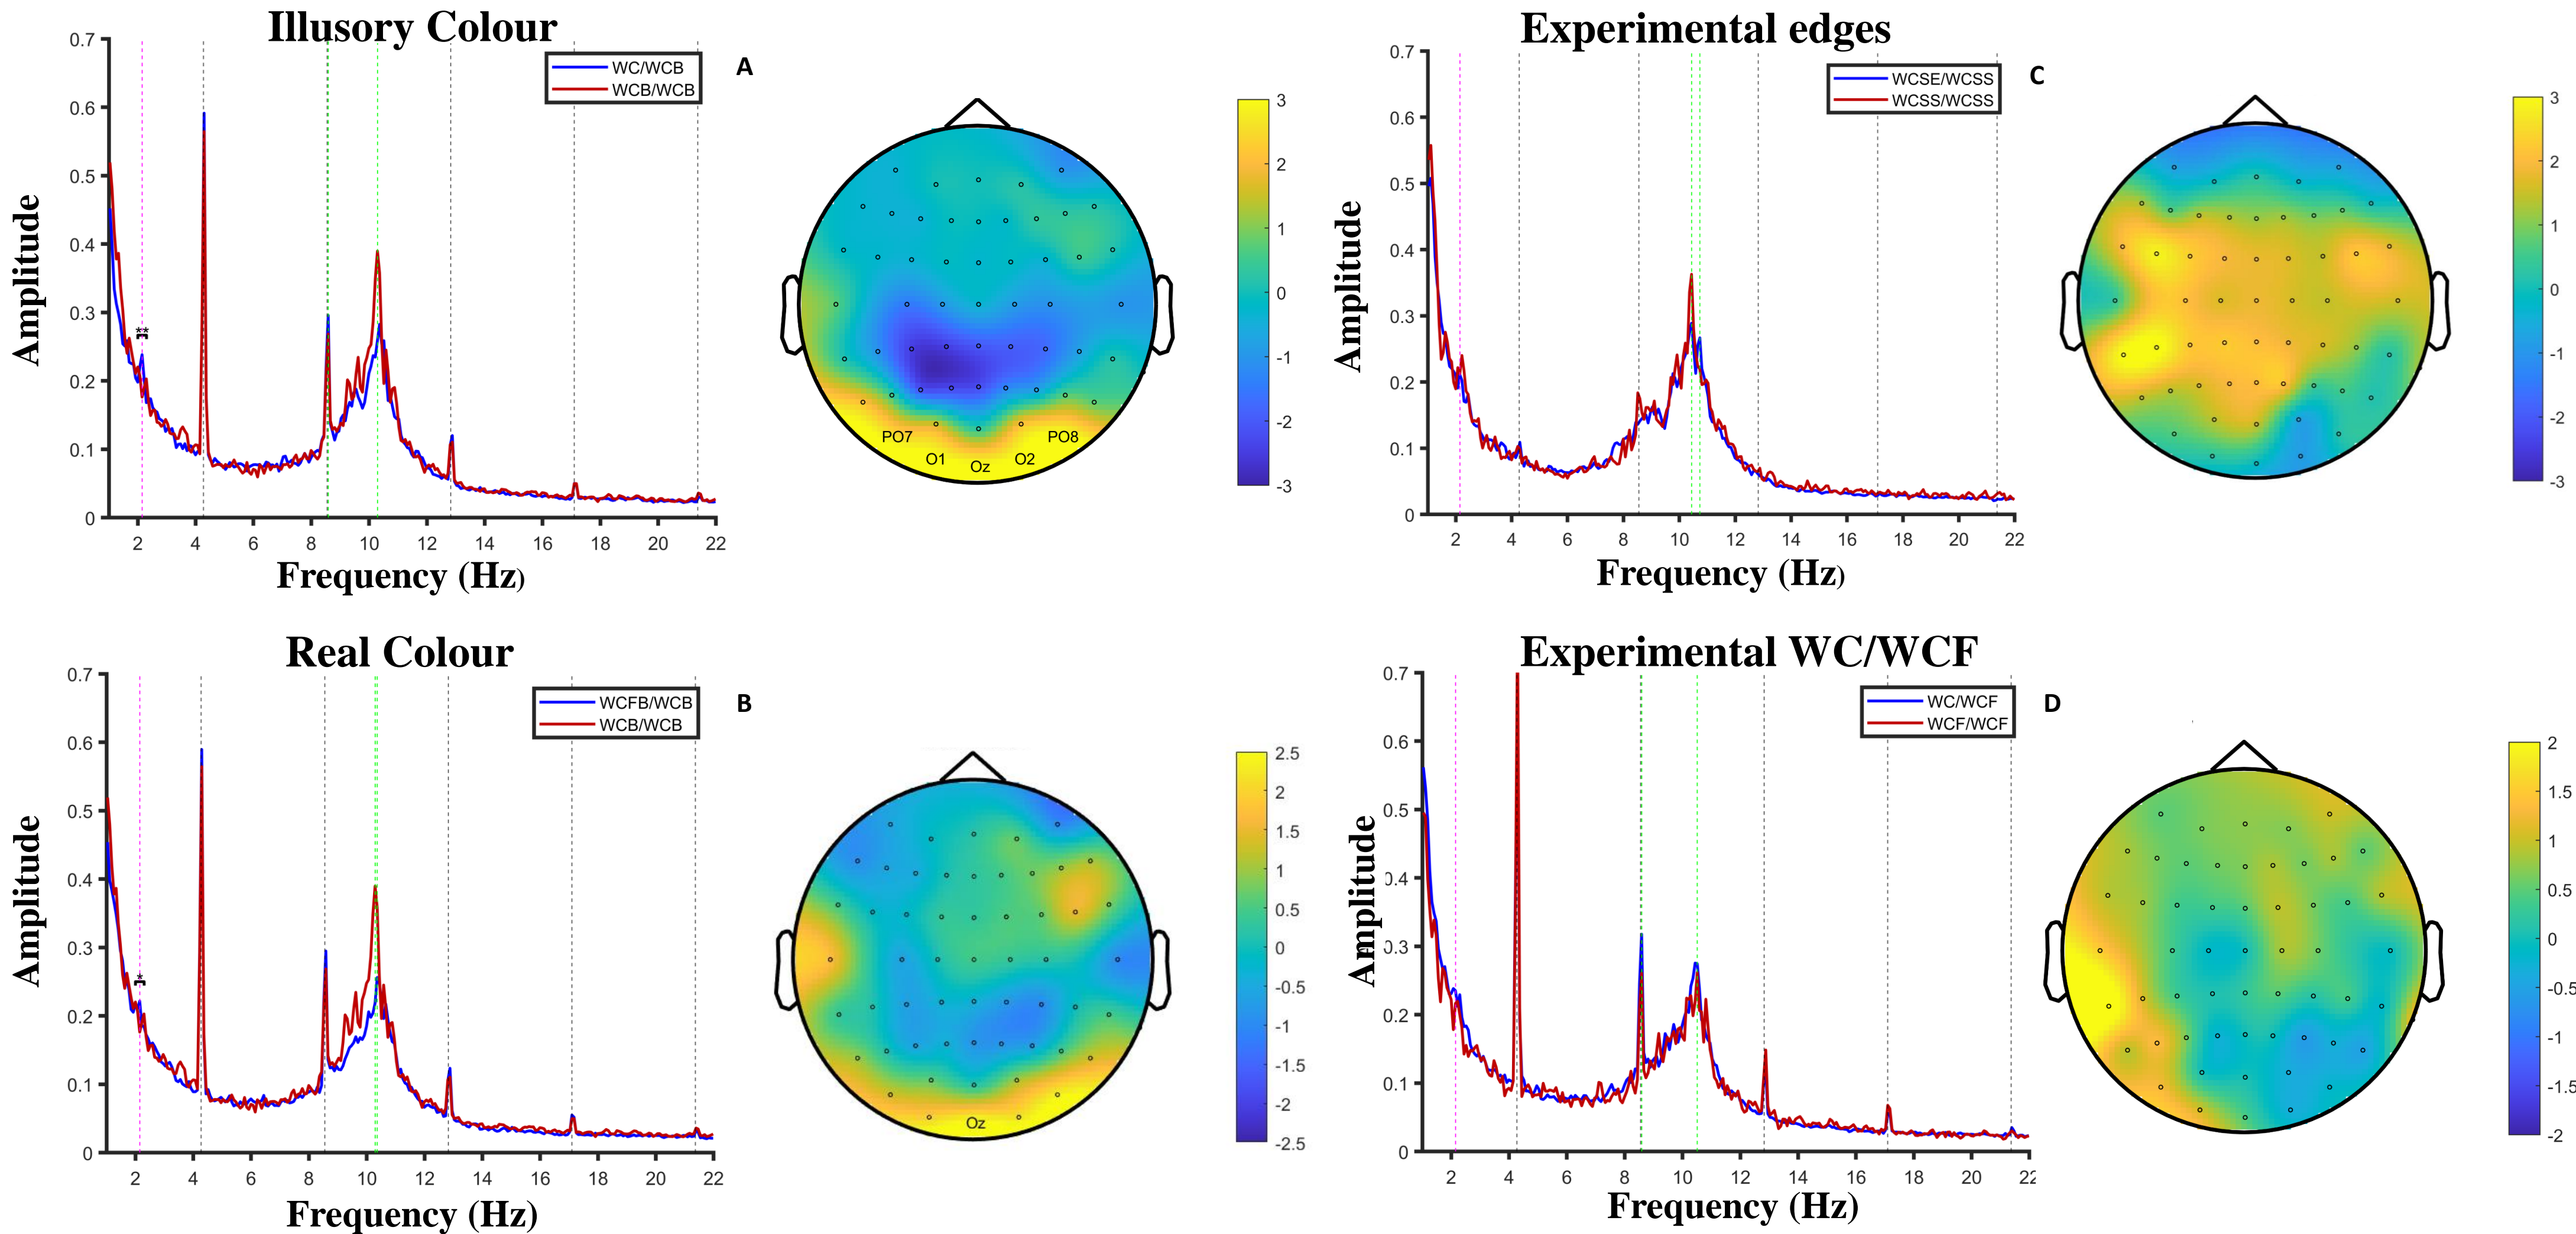 Illusory Colour
0.7
0.6
0.5
0.4
0.3
0.2
0.1
0
Amplitude
WC/WCB
WCB/WCB
**
2 4 6 8 10 12 14 16 18 20 22
Frequency (Hz)
A
PO7 PO8
O1 Oz O2
3
2
1
0
-1
-2
-3
Experimental edges
0.7
0.6
0.5
0.4
0.3
0.2
0.1
0
Amplitude
WCSE/WCSS
WCSS/WCSS
2 4 6 8 10 12 14 16 18 20 22
Frequency (Hz)
C
3
2
1
0
-1
-2
-3
Real Colour
0.7
0.6
0.5
0.4
0.3
0.2
0.1
0
Amplitude
WCFB/WCB
WCB/WCB
*
2 4 6 8 10 12 14 16 18 20 22
Frequency (Hz)
B
Oz
2.5
2
1.5
1
0.5
0
-0.5
-1
-1.5
-2
-2.5
Experimental WC/WCF
0.7
0.6
0.5
0.4
0.3
0.2
0.1
0
Amplitude
WC/WCF
WCF/WCF
2 4 6 8 10 12 14 16 18 20 22
Frequency (Hz)
D
2
1.5
1
0.5
0
-0.5
-1
-1.5
-2